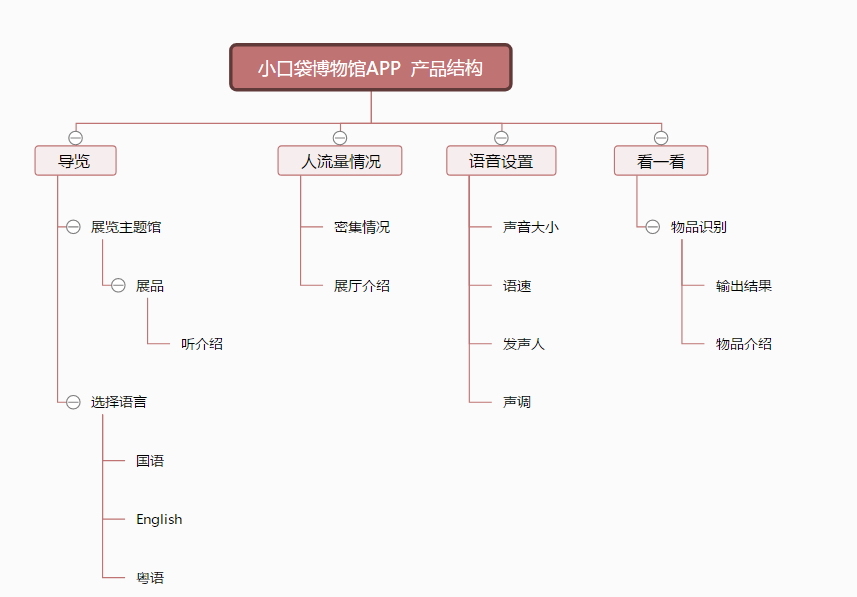 小口袋博物馆APP 产品结构
导览
展览主题馆
展品
听介绍
选择语言
国语
English
粤语
人流量情况
密集情况
展厅介绍
语音设置
声音大小
语速
发声人
声调
看一看
物品识别
输出结果
物品介绍